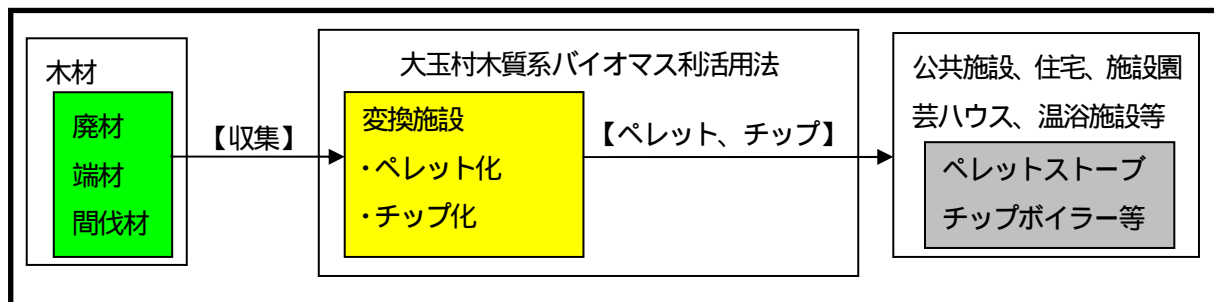 木材
廃材
端材
間伐材
【収集】
大玉村木質系バイオマス利活用法
変換施設
・ペレット化
・チップ化
【ペレット、チップ】
公共施設、住宅、施設園
芸ハウス、温浴施設等
ペレットストーブ
チップボイラー等